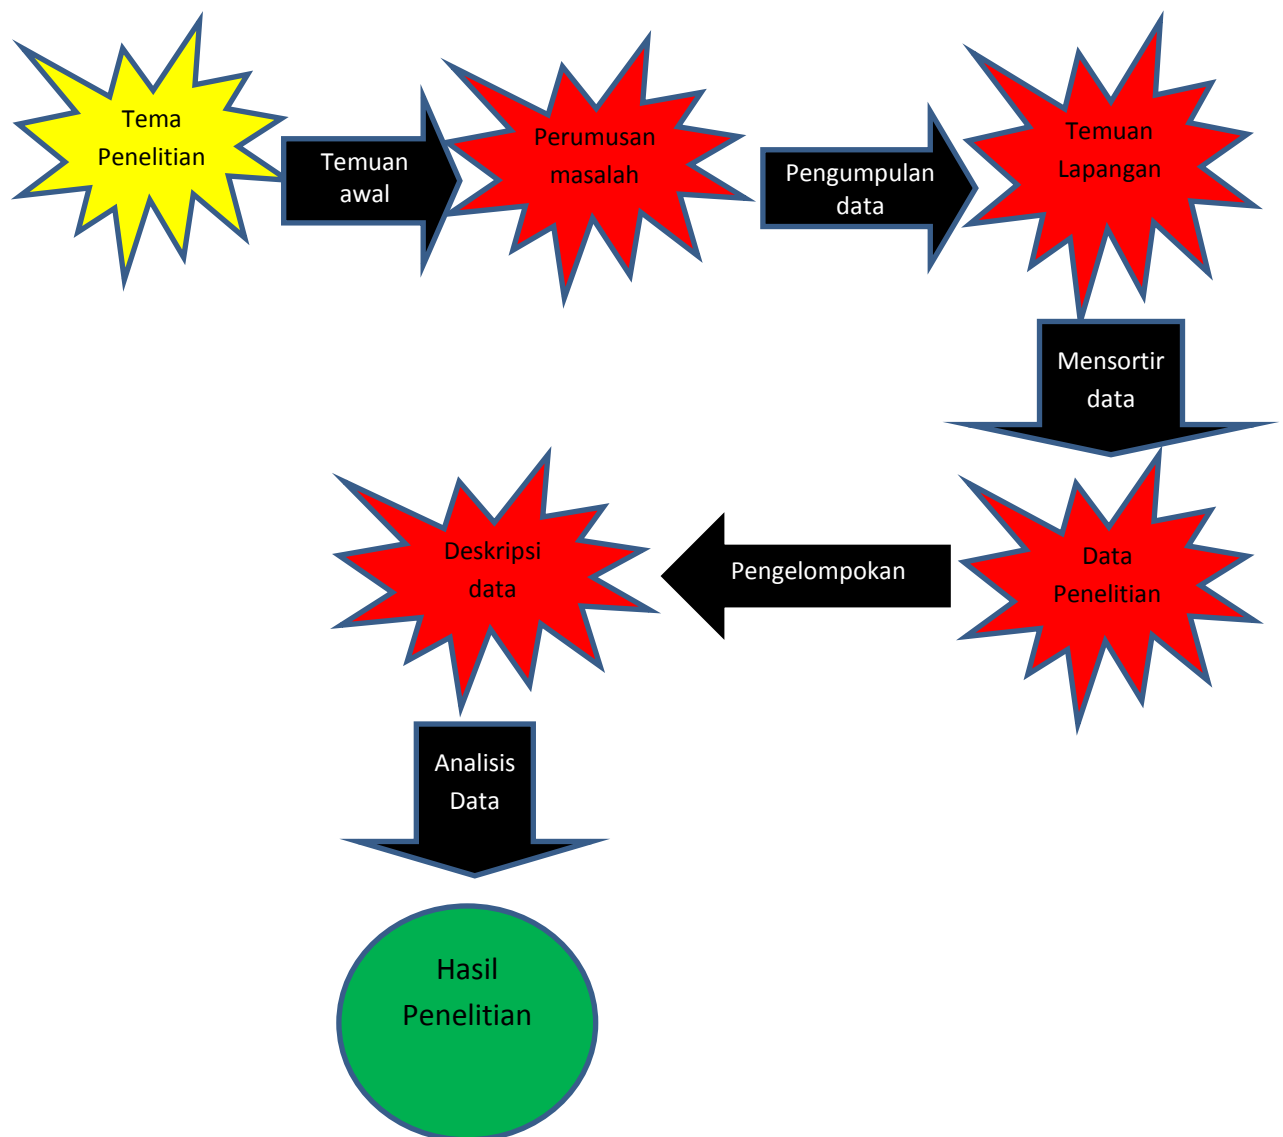 Tema
Penelitian
Temuan
awal
Perumusan
masalah
Pengumpulan
data
Temuan
Lapangan
Mensortir
data
Data
Penelitian
Pengelompokan
Deskripsi
data
Analisis
Data
Hasil
Penelitian